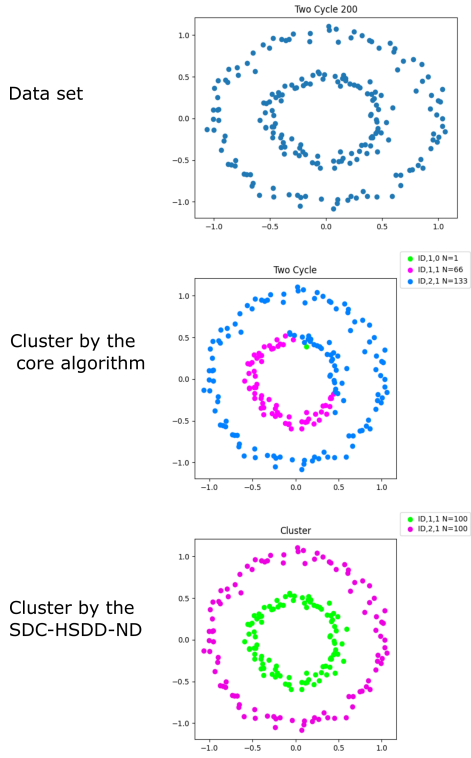 Two Cycle 200
Data set
1.0
0.5
0.0
−0.5
−1.0
−1.0 −0.5 0.0 0.5 1.0
ID,1,0 N=1
ID,1,1 N=66
ID,2,1 N=133
Two Cycle
Cluster by the
core algorithm
1.0
0.5
0.0
−0.5
−1.0
−1.0 −0.5 0.0 0.5 1.0
ID,1,1 N=100
ID,2,1 N=100
Cluster
Cluster by the
SDC-HSDD-ND
1.0
0.5
0.0
−0.5
−1.0
−1.0 −0.5 0.0 0.5 1.0